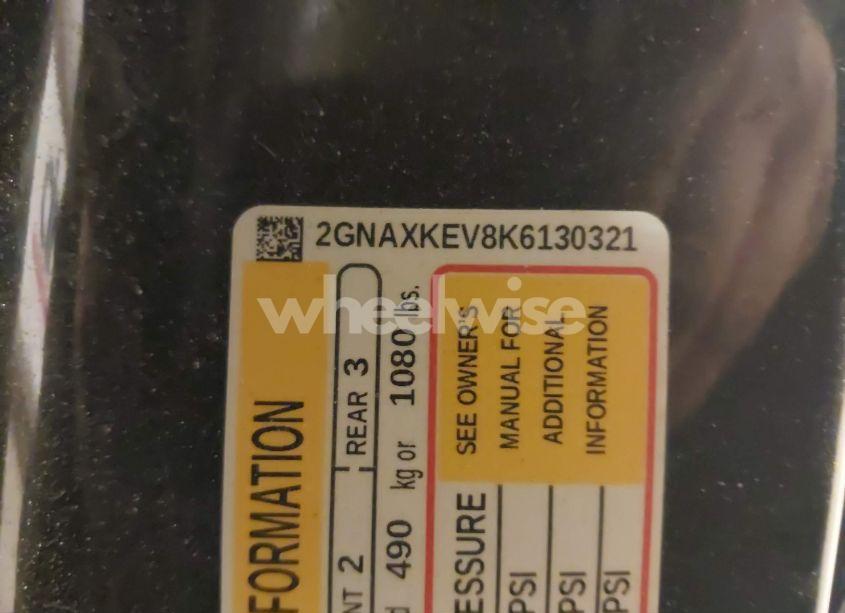 2GNAXKEV8K6130321
wheelwise
FORMATION
NT 2
REAR 3
d 490 kg or 1080 lbs.
SEE OWNER'S
MANUAL FOR
ADDITIONAL
INFORMATION
ESSURE
PSI
PSI
PSI